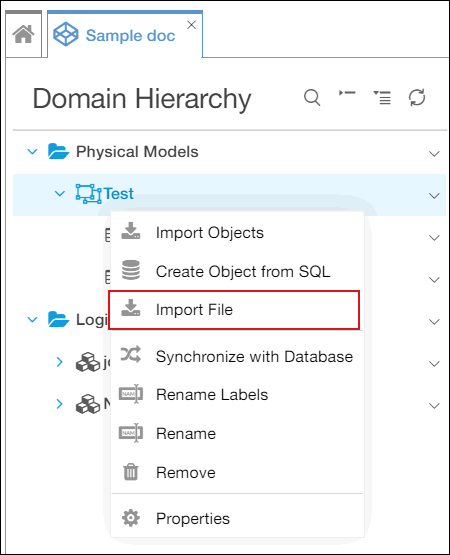 Sample doc
Domain Hierarchy
Physical Models
Test
Import Objects
Create Object from SQL
Import File
Logi
Synchronize with Database
Rename Labels
Rename
Remove
Properties